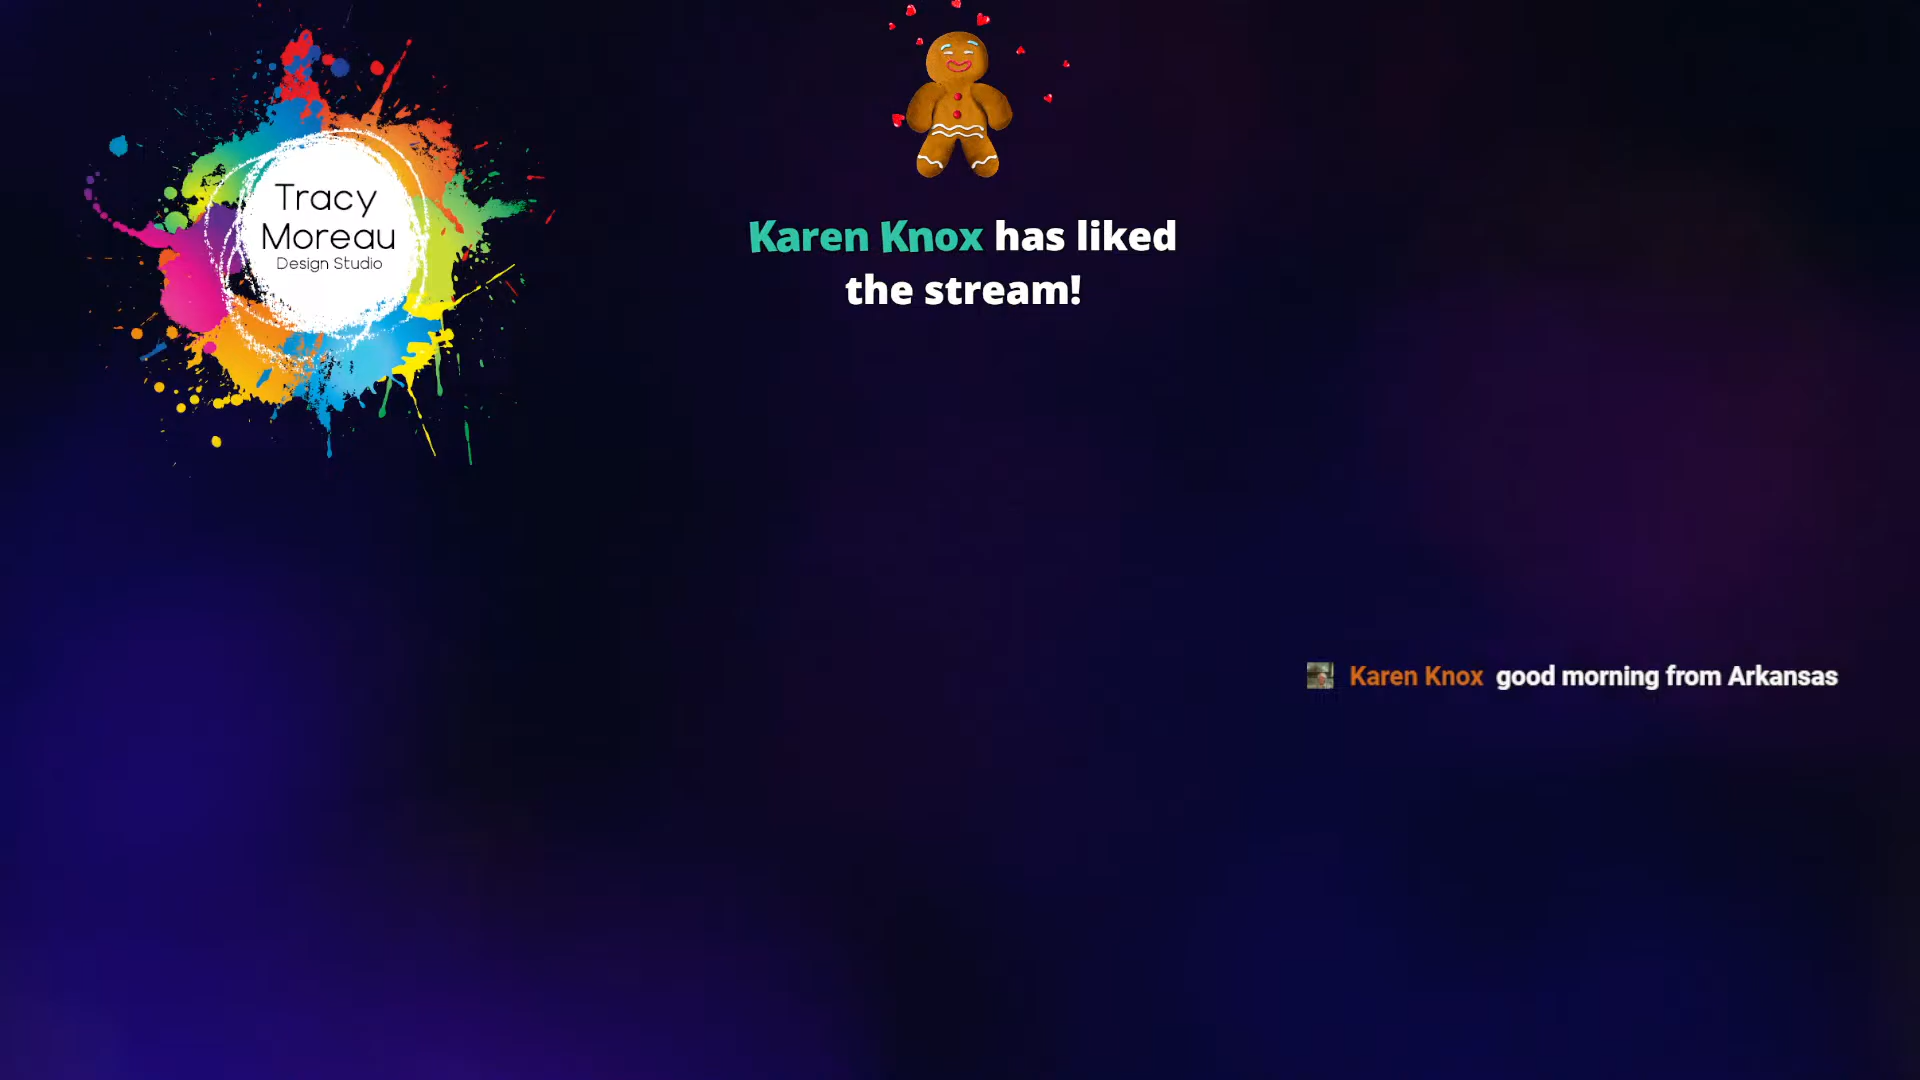 Tracy
Moreau
Design Studio
Karen Knox has liked
the stream!
Karen Knox good morning from Arkansas